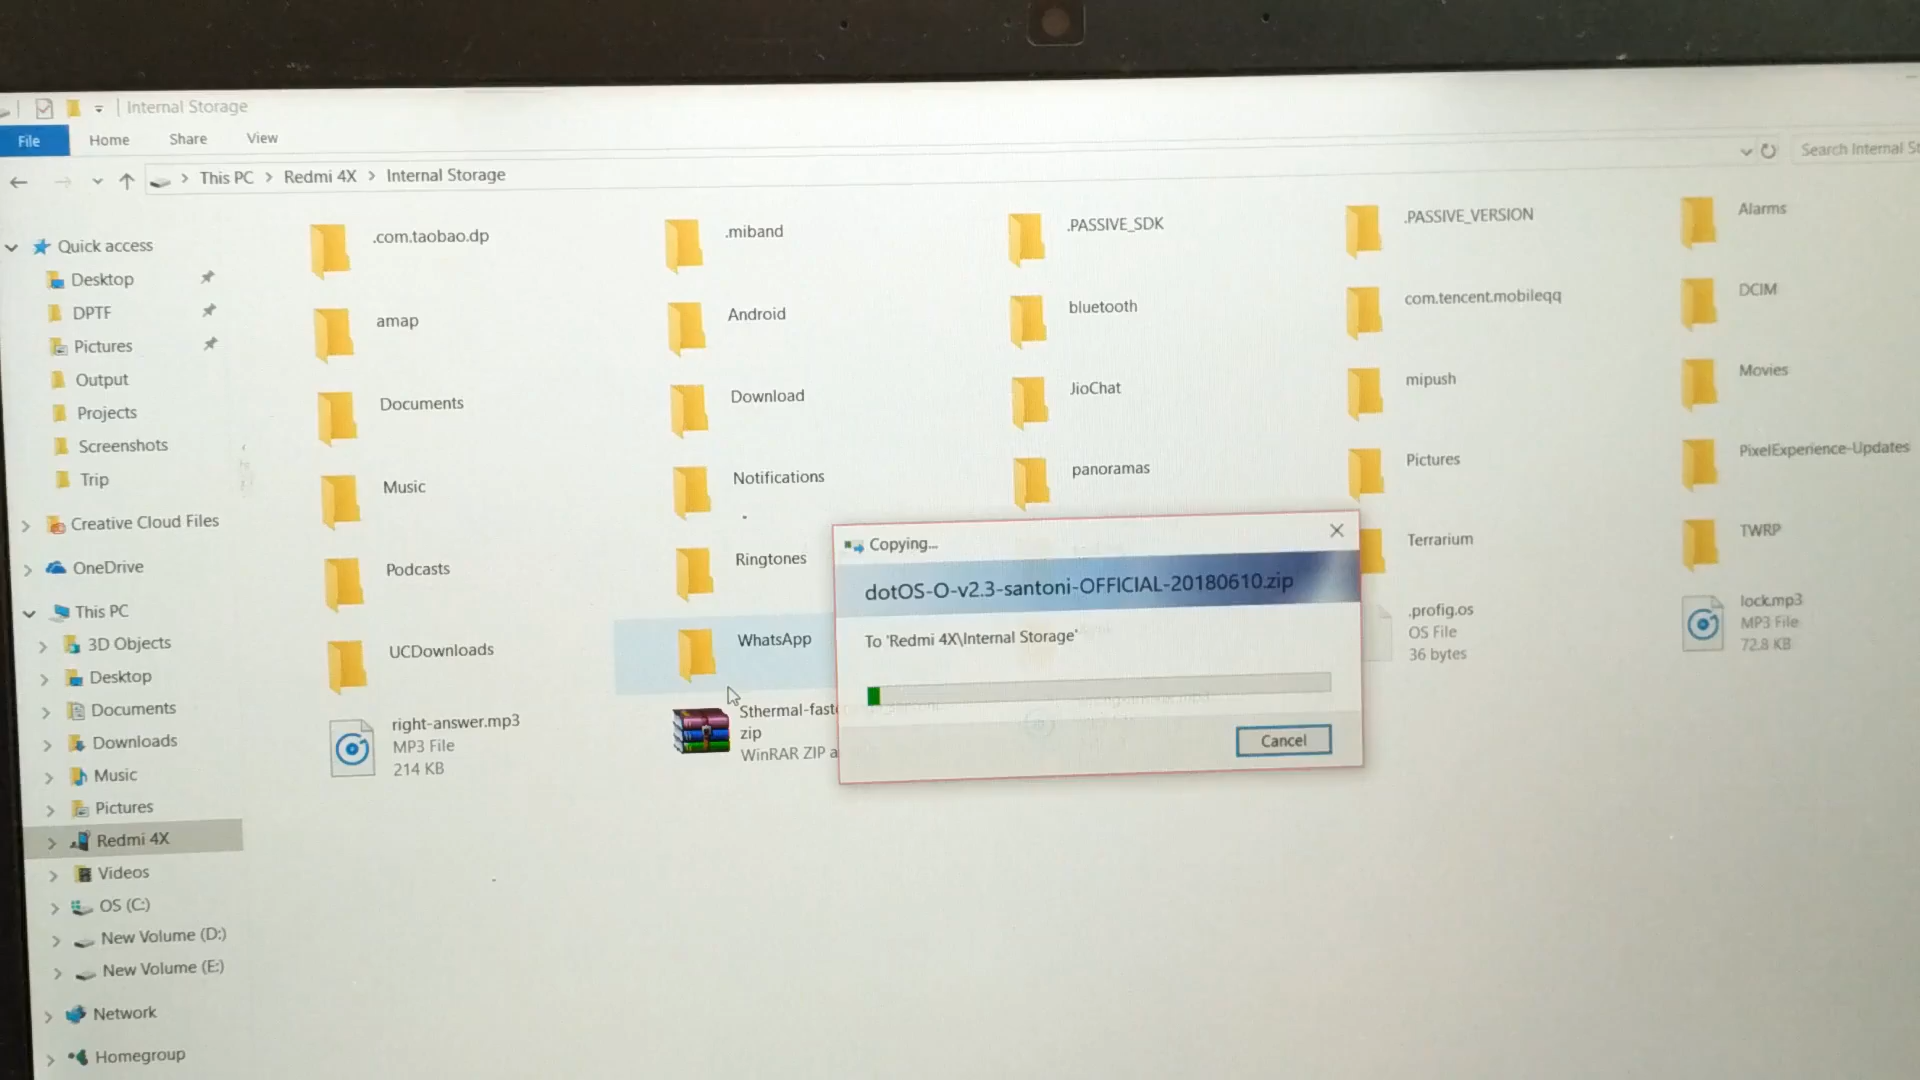 Internal Storage
File
Home
Share
View
This PC
Redmi 4X
Internal Storage
Search Internal St
Quick access
Desktop
DPTF
Pictures
Output
Projects
Screenshots
Trip
Creative Cloud Files
OneDrive
This PC
3D Objects
Desktop
Documents
Downloads
Music
Pictures
Redmi 4X
Videos
OS (C:)
New Volume (D:)
New Volume (E:)
Network
Homegroup
.com.taobao.dp
.miband
.PASSIVE_SDK
.PASSIVE_VERSION
Alarms
amap
Android
bluetooth
com.tencent.mobileqq
DCIM
Documents
Download
JioChat
mipush
Movies
Music
Notifications
panoramas
Pictures
PixelExperience-Updates
Podcasts
Ringtones
Terrarium
TWRP
UCDownloads
WhatsApp
.profig.os
OS File
36 bytes
lock.mp3
MP3 File
72.8 KB
right-answer.mp3
MP3 File
214 KB
Sthermal-faste
zip
WinRAR ZIP a
Copying...
dotOS-O-v2.3-santoni-OFFICIAL-20180610.zip
To 'Redmi 4X\Internal Storage'
Cancel